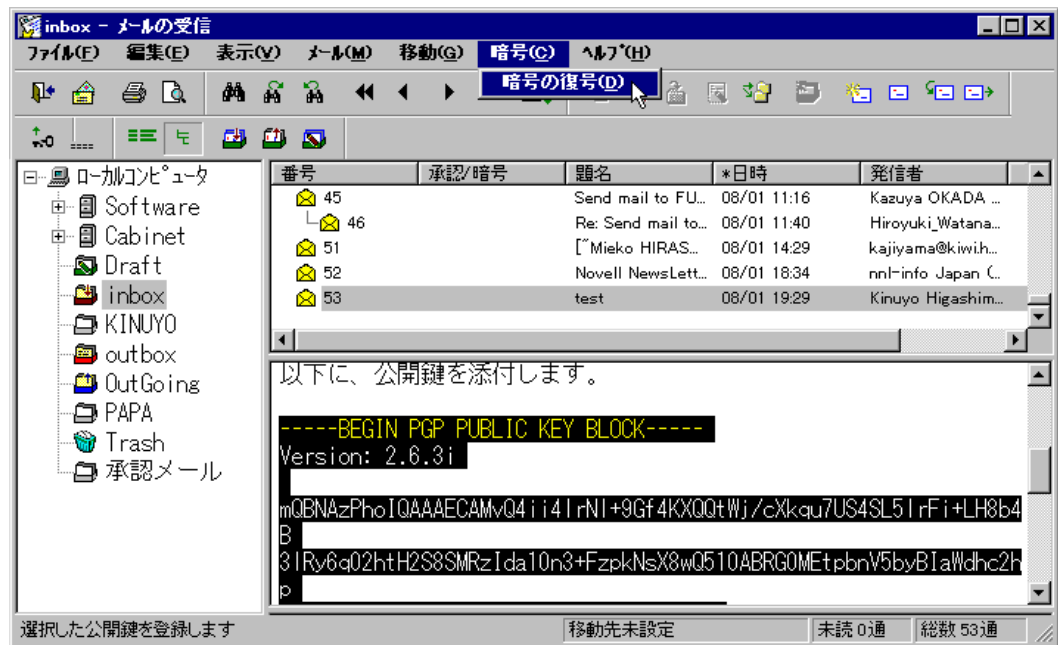 inbox - ﾒｰﾙの受信
ﾌｧｲﾙ(F) 編集(E) 表示(V) ﾒｰﾙ(M) 移動(G) 暗号(C) ﾍﾙﾌﾟ(H)
暗号の復号(D)
ﾛｰｶﾙｺﾝﾋﾟｭｰﾀ
Software
Cabinet
Draft
inbox
KINUYO
outbox
OutGoing
PAPA
Trash
承認メール
番号 承認/暗号 題名 *日時 発信者
45 Send mail to FU... 08/01 11:16 Kazuya OKADA ...
46 Re: Send mail to... 08/01 11:40 Hiroyuki_Watana...
51 ["Mieko HIRAS... 08/01 14:29 kajiyama@kiwi.h...
52 Novell NewsLett... 08/01 18:34 nnl-info Japan (...
53 test 08/01 19:29 Kinuyo Higashim...
以下に、公開鍵を添付します。
-----BEGIN PGP PUBLIC KEY BLOCK-----
Version: 2.6.3i
mQBNAzPhoIQAAAECAMvQ4ii4lrNl+9Gf4KXQQtWj/cXkqu7US4SL5lrFi+LH8b4
B
3lRy6q02htH2S8SMRzIda10n3+FzpkNsX8wQ510ABRG0MEtpbnV5byBIaWdhc2h
p
選択した公開鍵を登録します 移動先未設定 未読 0通 総数 53通